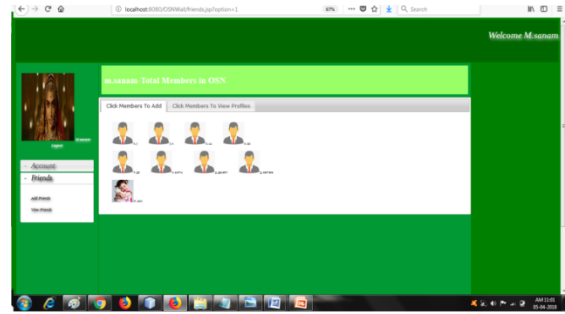 localhost:8080/OSNWall/friends.jsp?option=1
67%
Search
Welcome M.sanam
m.sanam Total Members in OSN
Click Members To Add Click Members To View Profiles
- Account
- Friends
Add Friends
View Friends
AM 11:01
05-04-2018